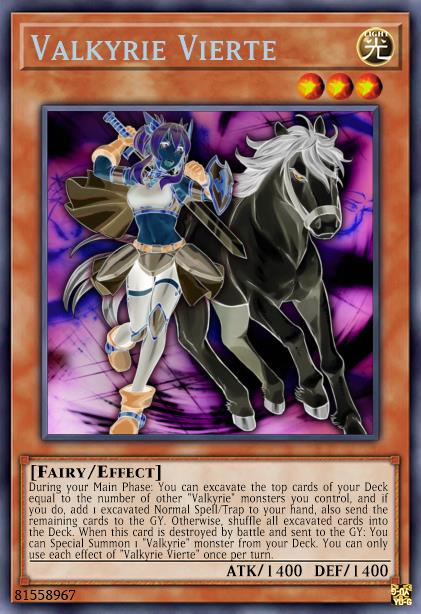 VALKYRIE VIERTE
LIGHT
光
[FAIRY/EFFECT]
During your Main Phase: You can excavate the top cards of your Deck
equal to the number of other "Valkyrie" monsters you control, and if
you do, add 1 excavated Normal Spell/Trap to your hand, also send the
remaining cards to the GY. Otherwise, shuffle all excavated cards into
the Deck. When this card is destroyed by battle and sent to the GY: You
can Special Summon 1 "Valkyrie" monster from your Deck. You can only
use each effect of "Valkyrie Vierte" once per turn.
ATK/1400 DEF/1400
81558967